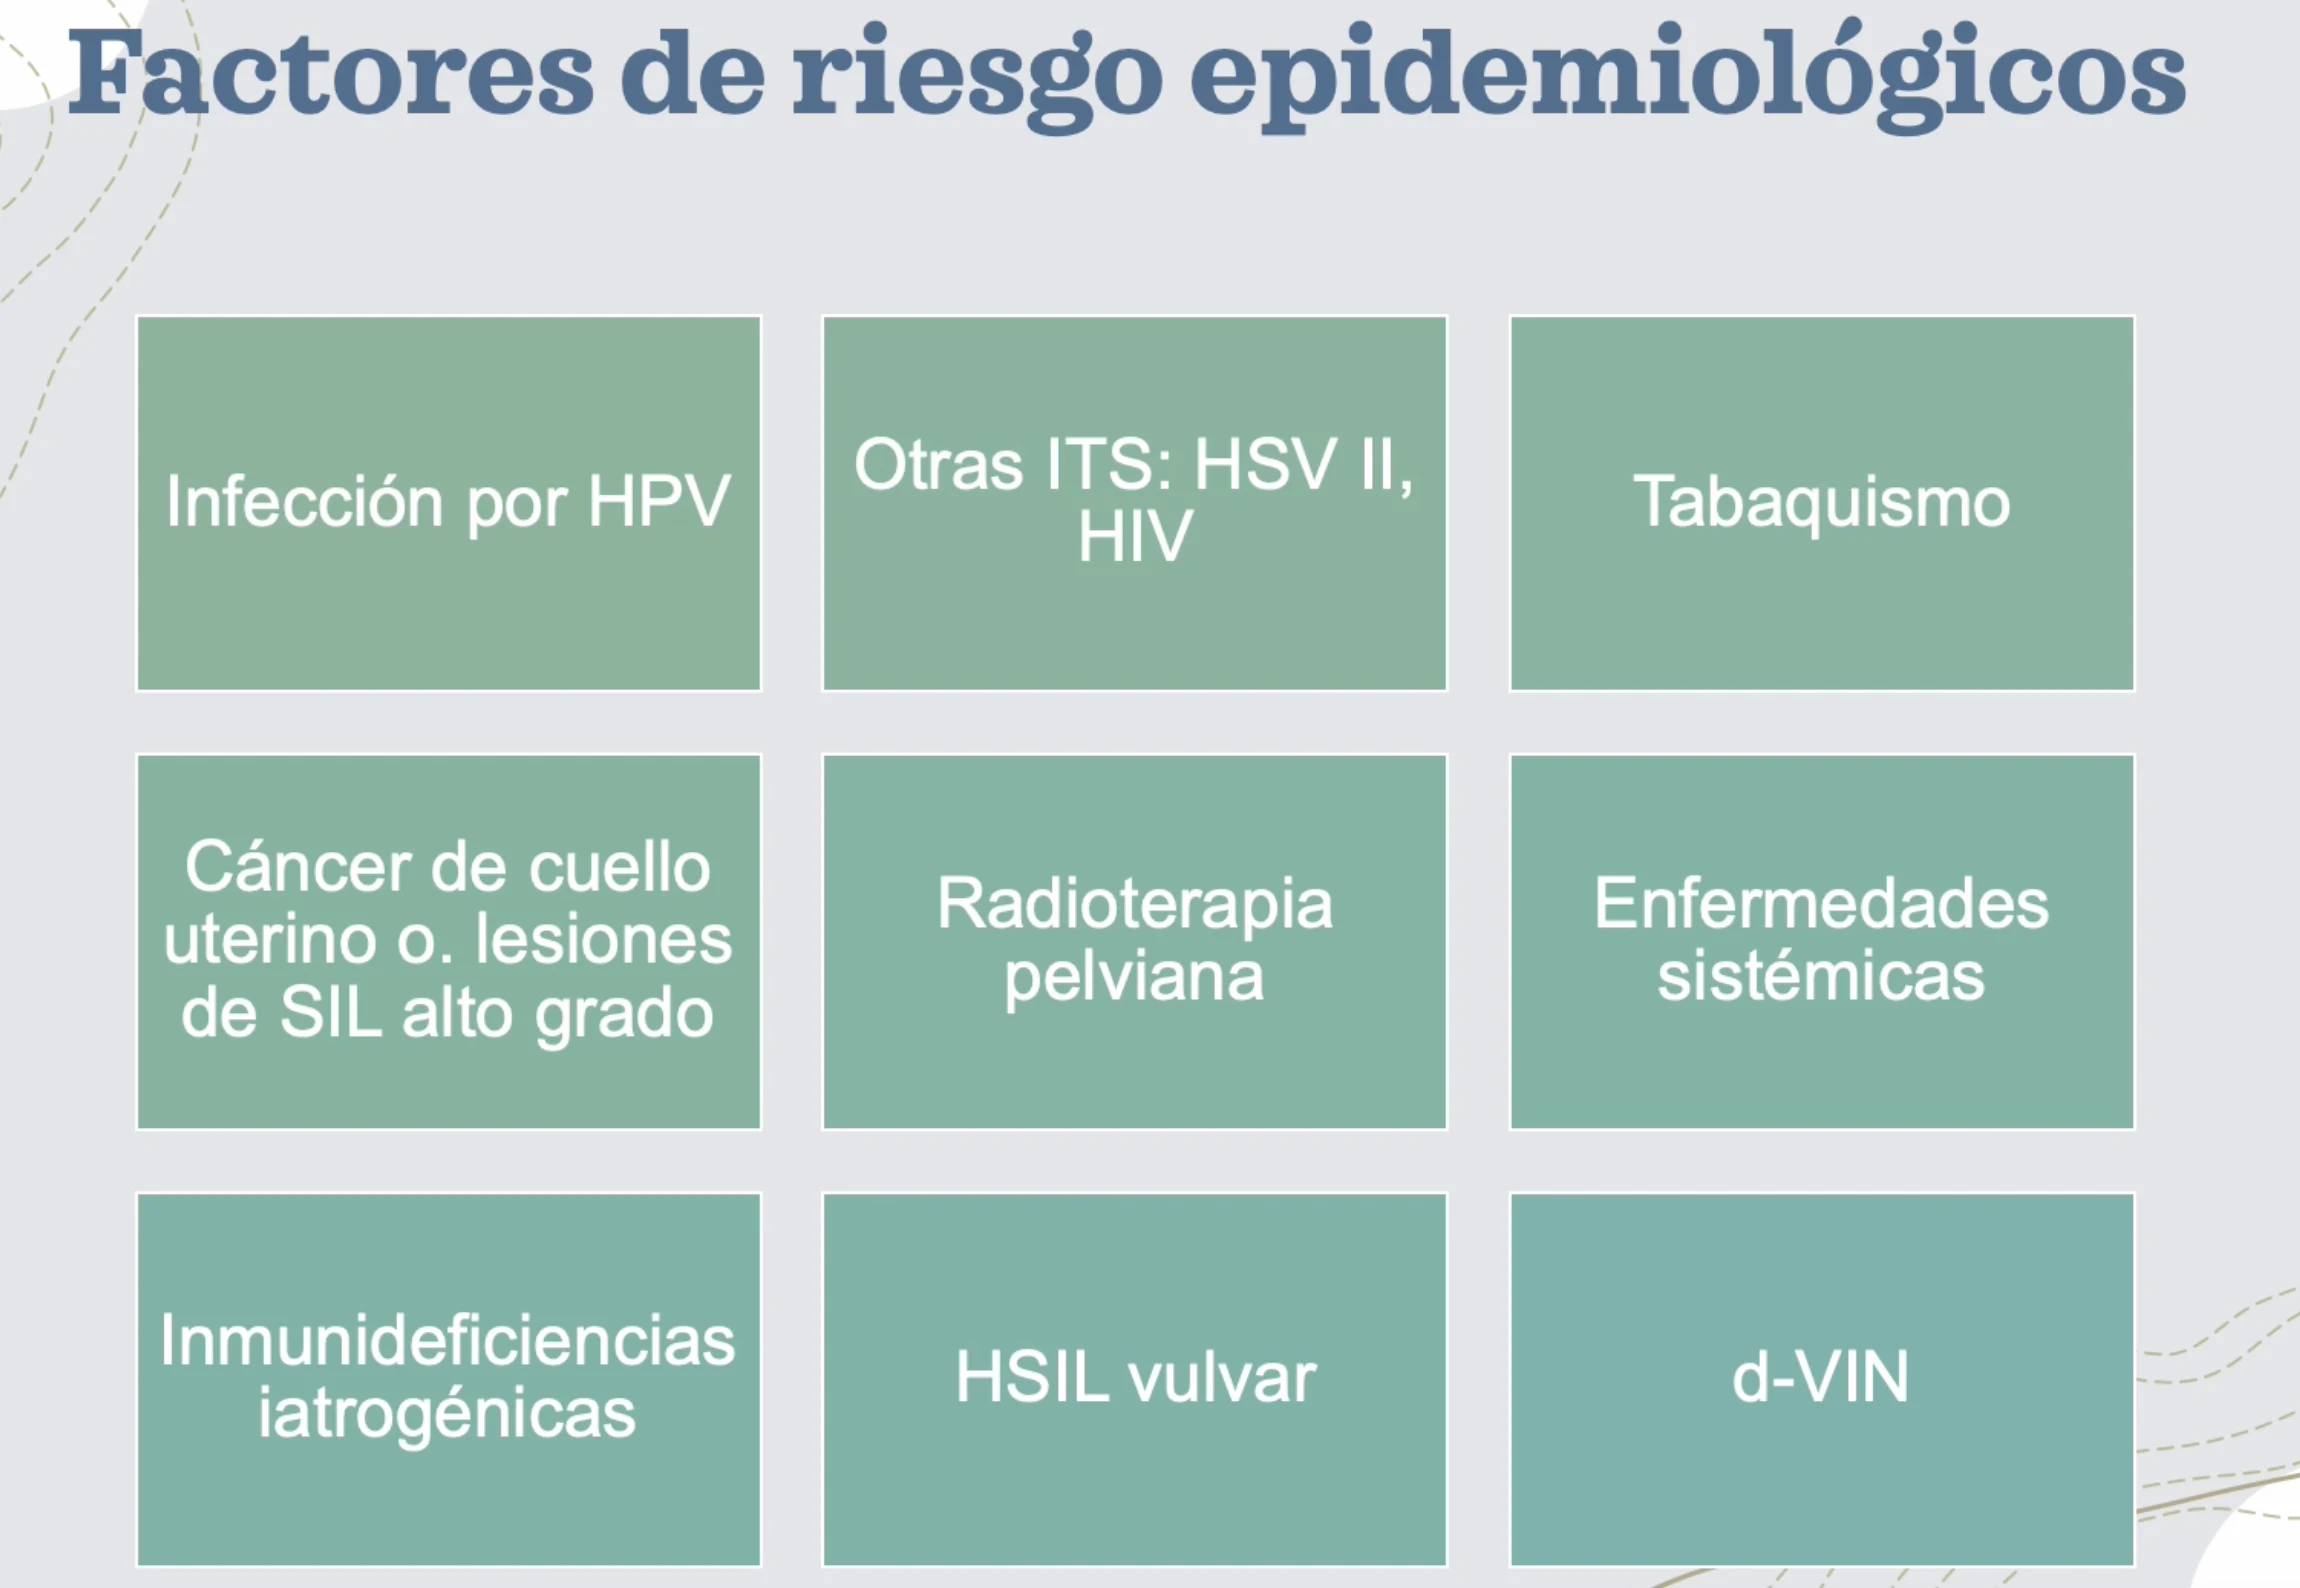 Factores de riesgo epidemiológicos
Infección por HPV
Otras ITS: HSV II,
HIV
Tabaquismo
Cáncer de cuello
uterino o. lesiones
de SIL alto grado
Radioterapia
pelviana
Enfermedades
sistémicas
Inmunideficiencias
iatrogénicas
HSIL vulvar
d-VIN